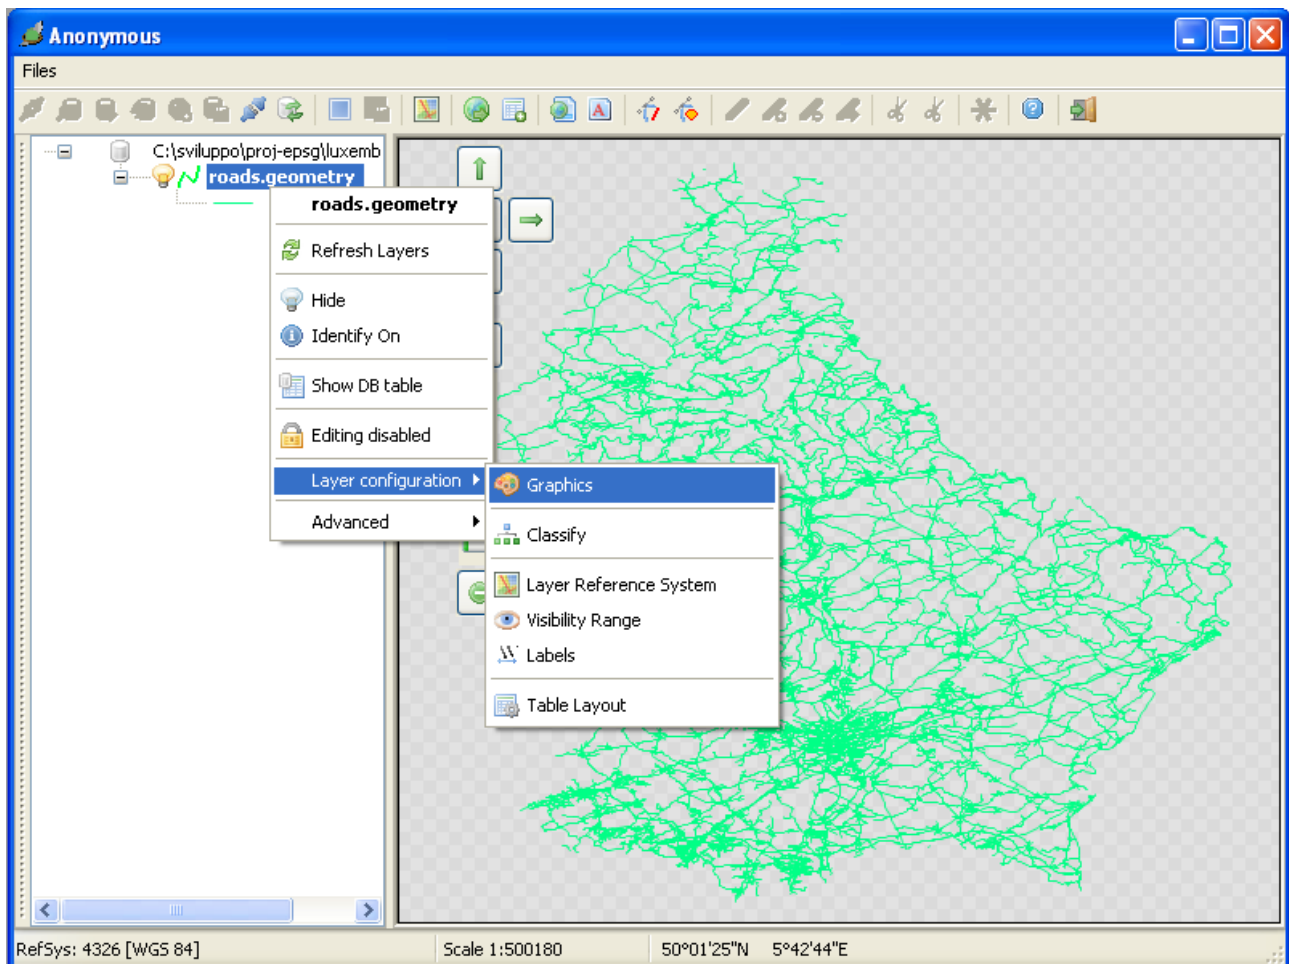 Anonymous
Files
C:\sviluppo\proj-epsg\luxemb
roads.geometry
roads.geometry
Refresh Layers
Hide
Identify On
Show DB table
Editing disabled
Layer configuration
Advanced
Graphics
Classify
Layer Reference System
Visibility Range
Labels
Table Layout
RefSys: 4326 [WGS 84]
Scale 1:500180
50°01'25"N 5°42'44"E